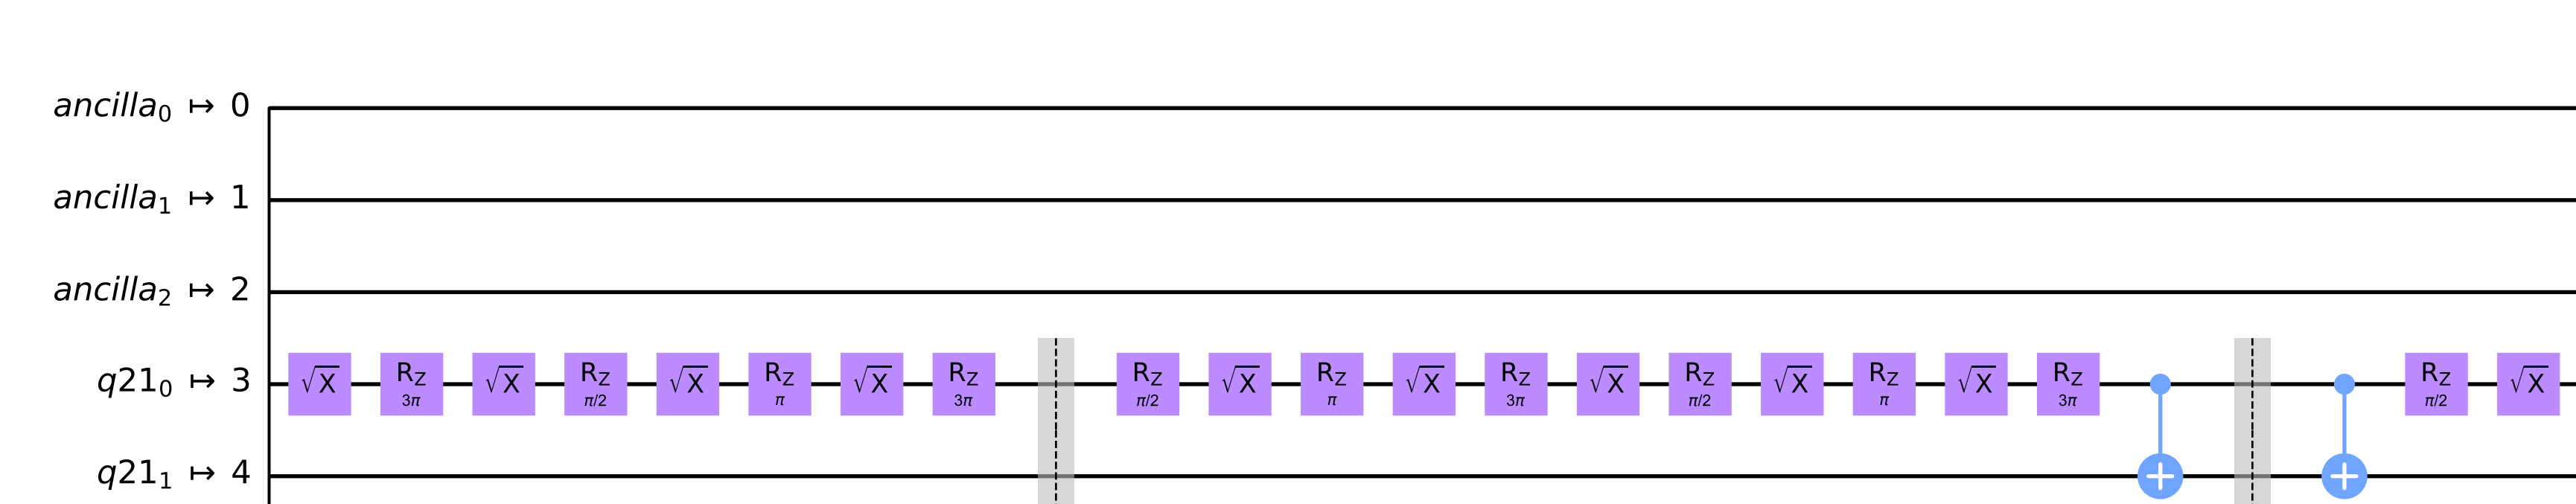 ancilla₀ ↦ 0
ancilla₁ ↦ 1
ancilla₂ ↦ 2
q21₀ ↦ 3 √X R_Z √X R_Z √X R_Z √X R_Z R_Z √X R_Z √X R_Z √X R_Z √X R_Z √X R_Z R_Z √X
3π π/2 π 3π π/2 π 3π π/2 π 3π π/2
q21₁ ↦ 4